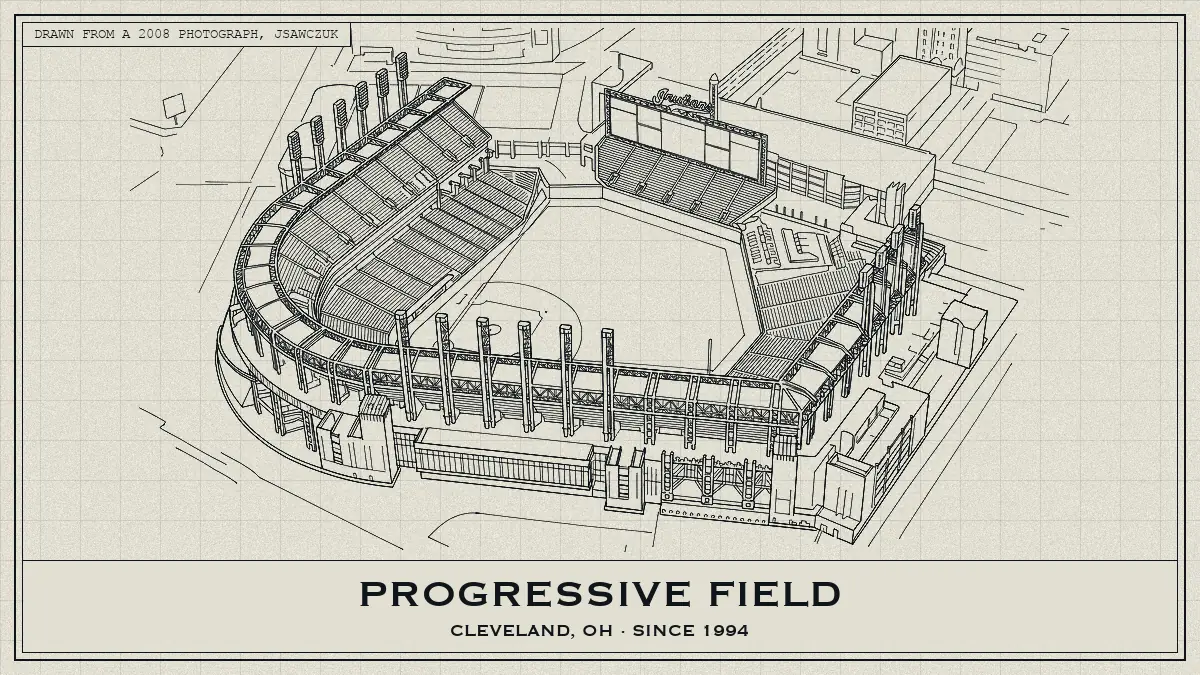 DRAWN FROM A 2008 PHOTOGRAPH, JSAWCZUK
Indians
PROGRESSIVE FIELD
CLEVELAND, OH · SINCE 1994